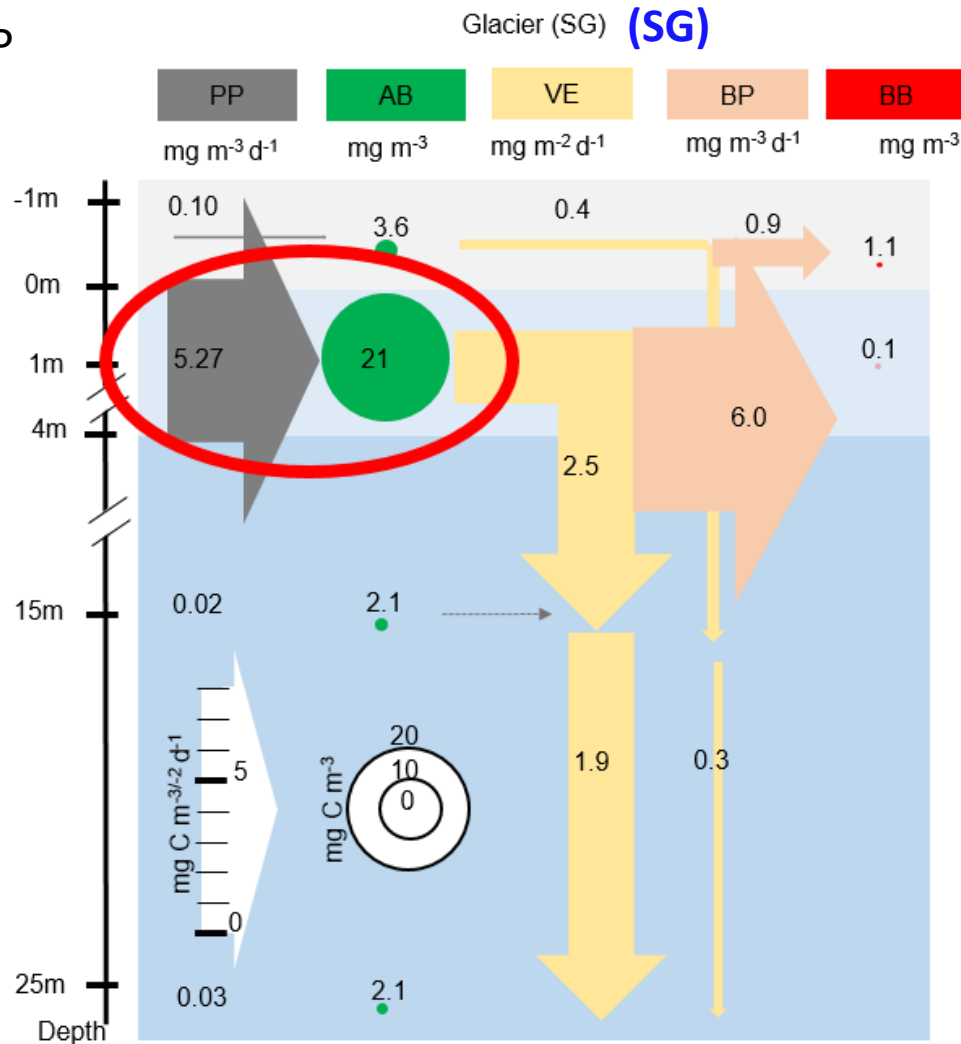 Glacier (SG) (SG)
P
PP AB VE BP BB
mg m⁻³ d⁻¹ mg m⁻³ mg m⁻² d⁻¹ mg m⁻³ d⁻¹ mg m⁻³
-1m 0.10 3.6 0.4 0.9 1.1
0m
1m 5.27 21 0.1
4m 6.0
2.5
15m 0.02 2.1
mg C m⁻³/⁻² d⁻¹ 5 0
mg C m⁻³ 20 10 0
1.9 0.3
25m 0.03 2.1
Depth